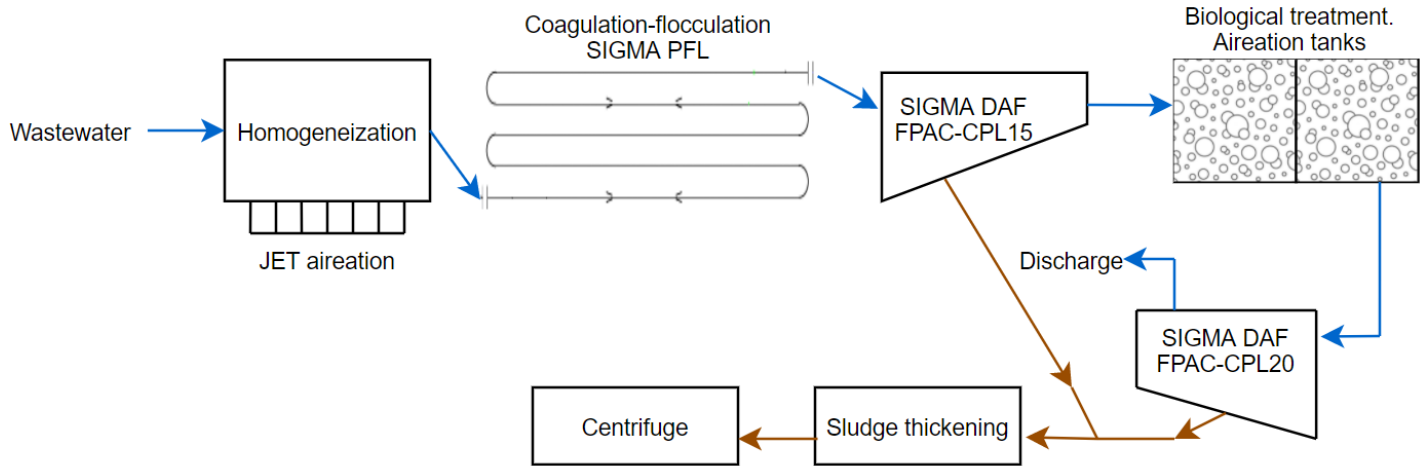 Coagulation-flocculation
SIGMA PFL
Biological treatment.
Aireation tanks
Wastewater
Homogeneization
JET aireation
SIGMA DAF
FPAC-CPL15
Discharge
SIGMA DAF
FPAC-CPL20
Centrifuge
Sludge thickening